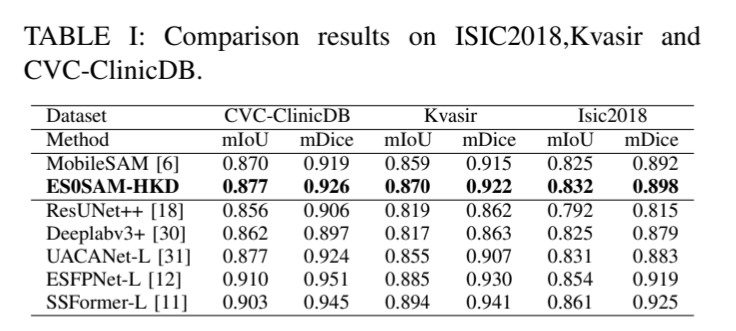 TABLE I: Comparison results on ISIC2018,Kvasir and
CVC-ClinicDB.
Dataset CVC-ClinicDB Kvasir Isic2018
Method mIoU mDice mIoU mDice mIoU mDice
MobileSAM [6] 0.870 0.919 0.859 0.915 0.825 0.892
ES0SAM-HKD 0.877 0.926 0.870 0.922 0.832 0.898
ResUNet++ [18] 0.856 0.906 0.819 0.862 0.792 0.815
Deeplabv3+ [30] 0.862 0.897 0.817 0.863 0.825 0.879
UACANet-L [31] 0.877 0.924 0.855 0.907 0.831 0.883
ESFPNet-L [12] 0.910 0.951 0.885 0.930 0.854 0.919
SSFormer-L [11] 0.903 0.945 0.894 0.941 0.861 0.925